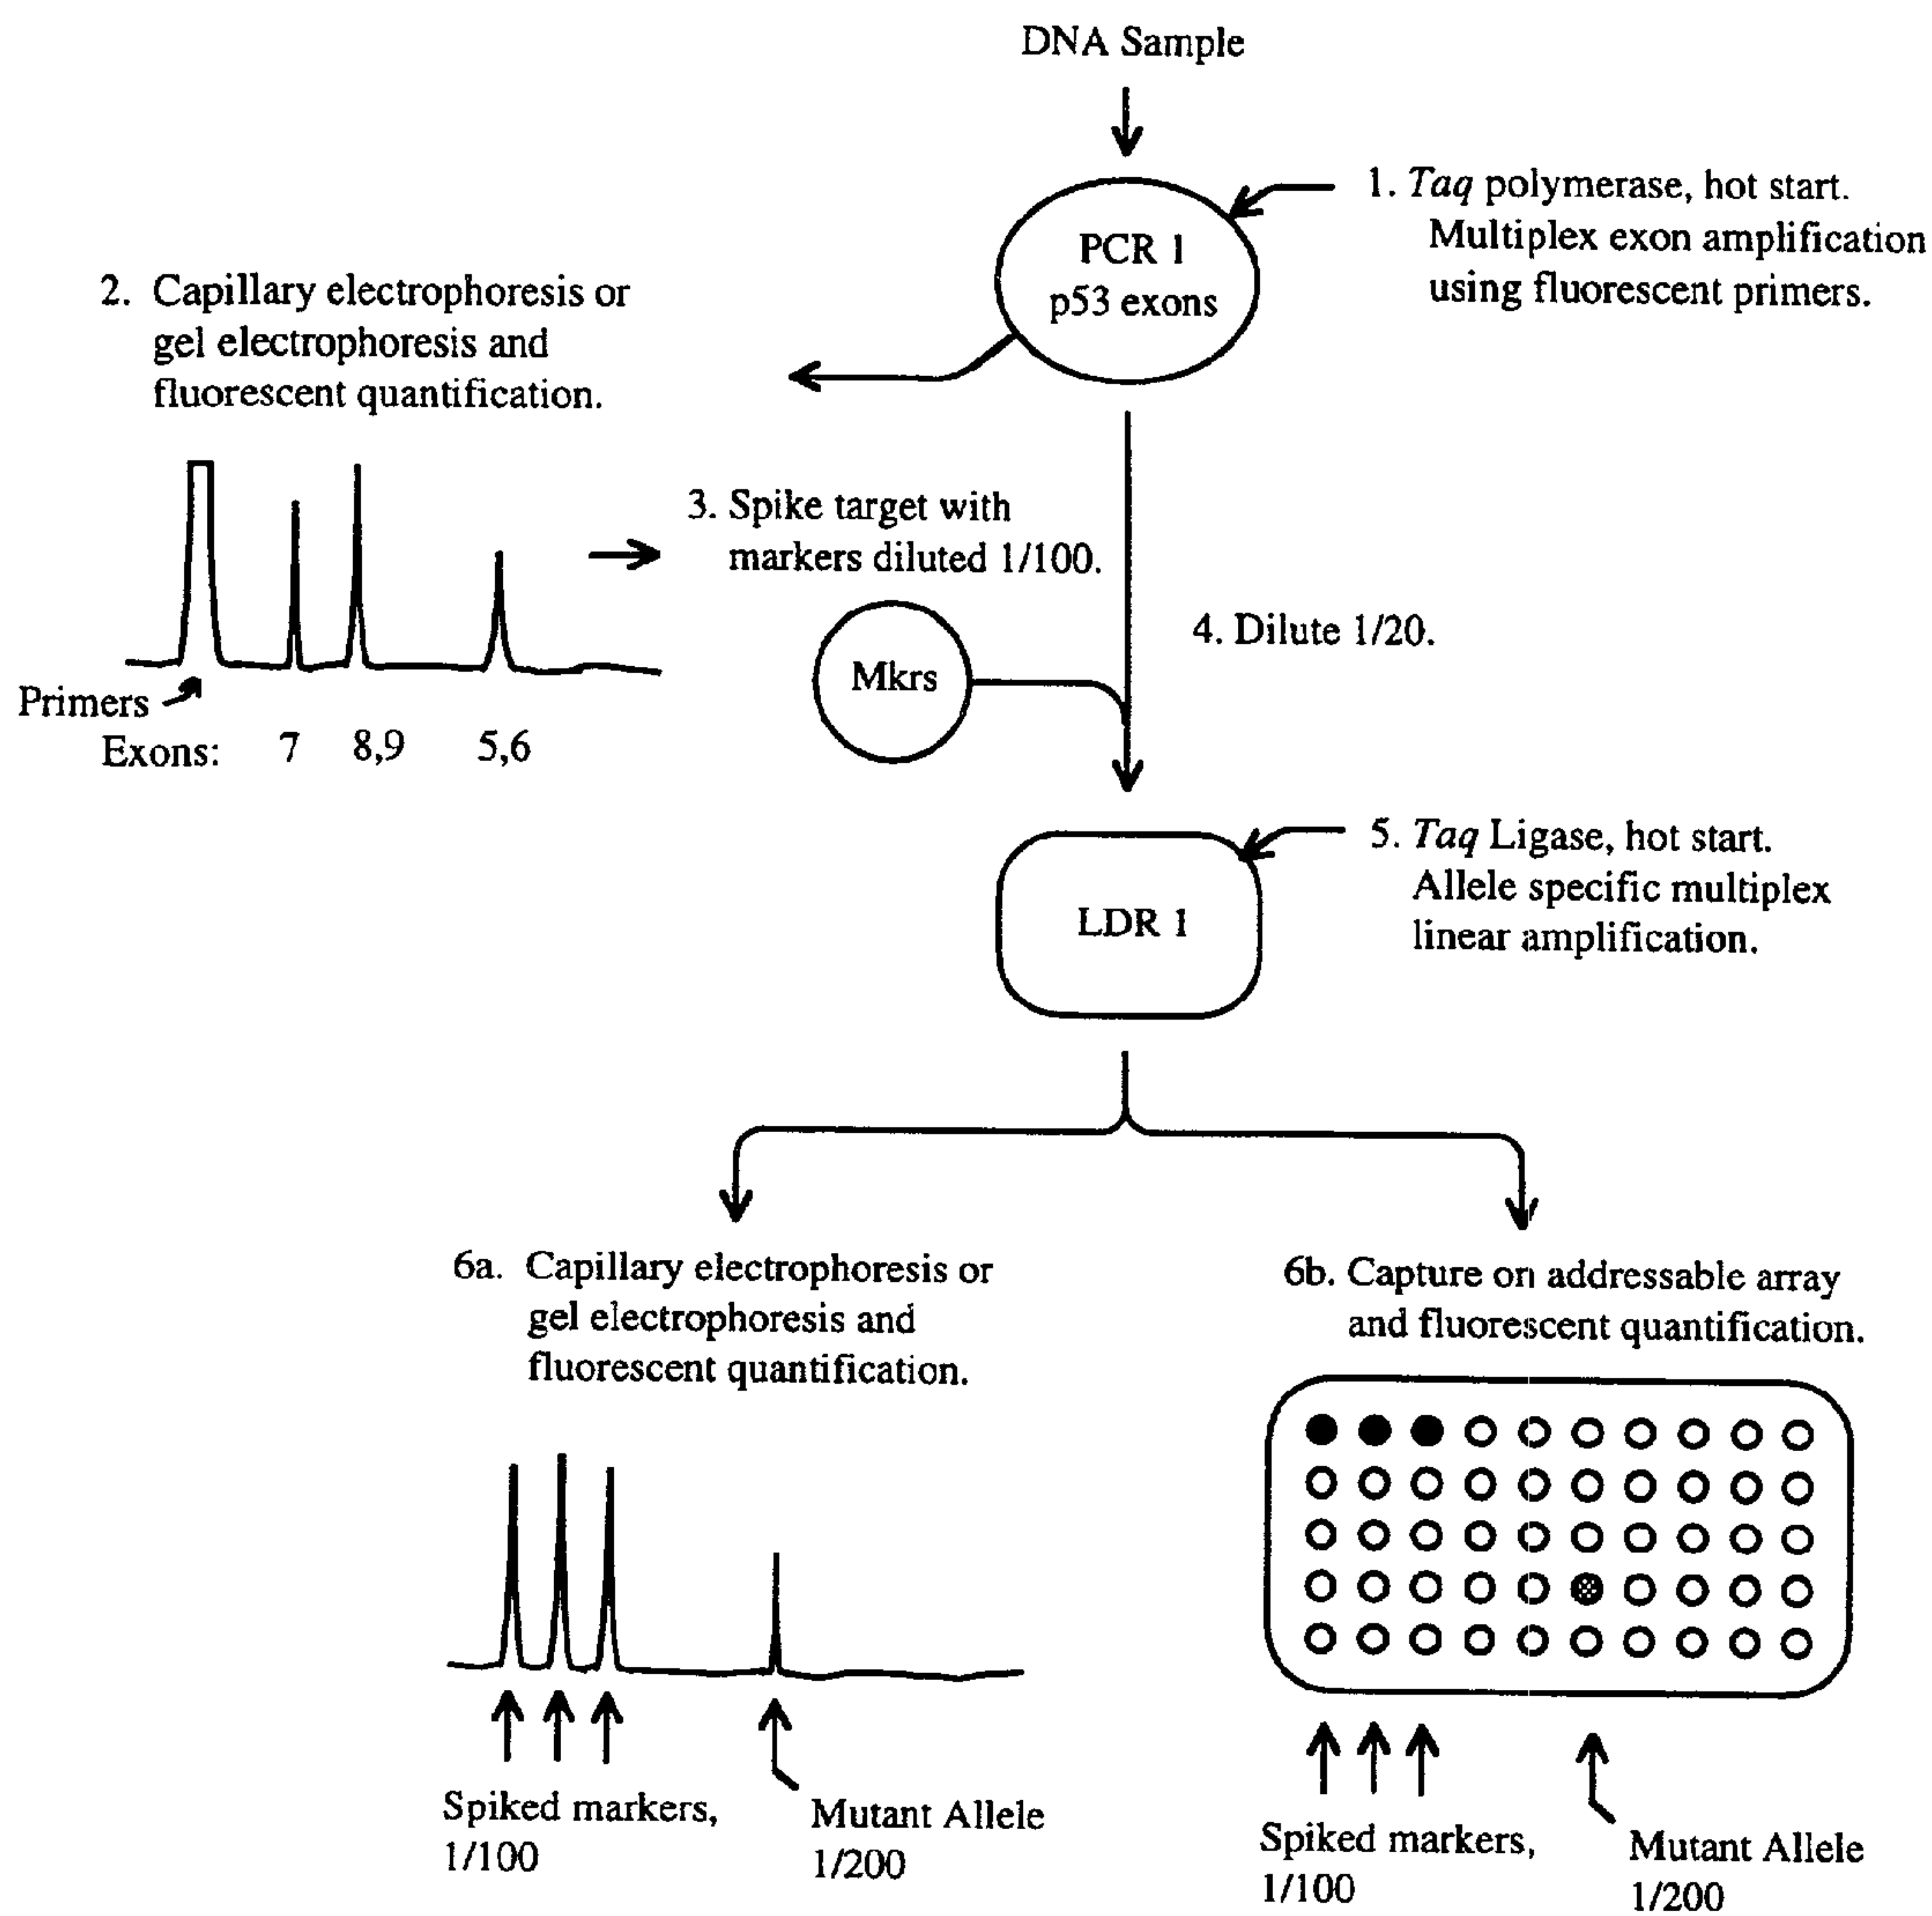 DNA Sample
PCR 1
p53 exons
1. Taq polymerase, hot start.
Multiplex exon amplification
using fluorescent primers.
2. Capillary electrophoresis or
gel electrophoresis and
fluorescent quantification.
Primers
Exons: 7 8,9 5,6
3. Spike target with
markers diluted 1/100.
Mkrs
4. Dilute 1/20.
LDR 1
5. Taq Ligase, hot start.
Allele specific multiplex
linear amplification.
6a. Capillary electrophoresis or
gel electrophoresis and
fluorescent quantification.
Spiked markers,
1/100
Mutant Allele
1/200
6b. Capture on addressable array
and fluorescent quantification.
Spiked markers,
1/100
Mutant Allele
1/200